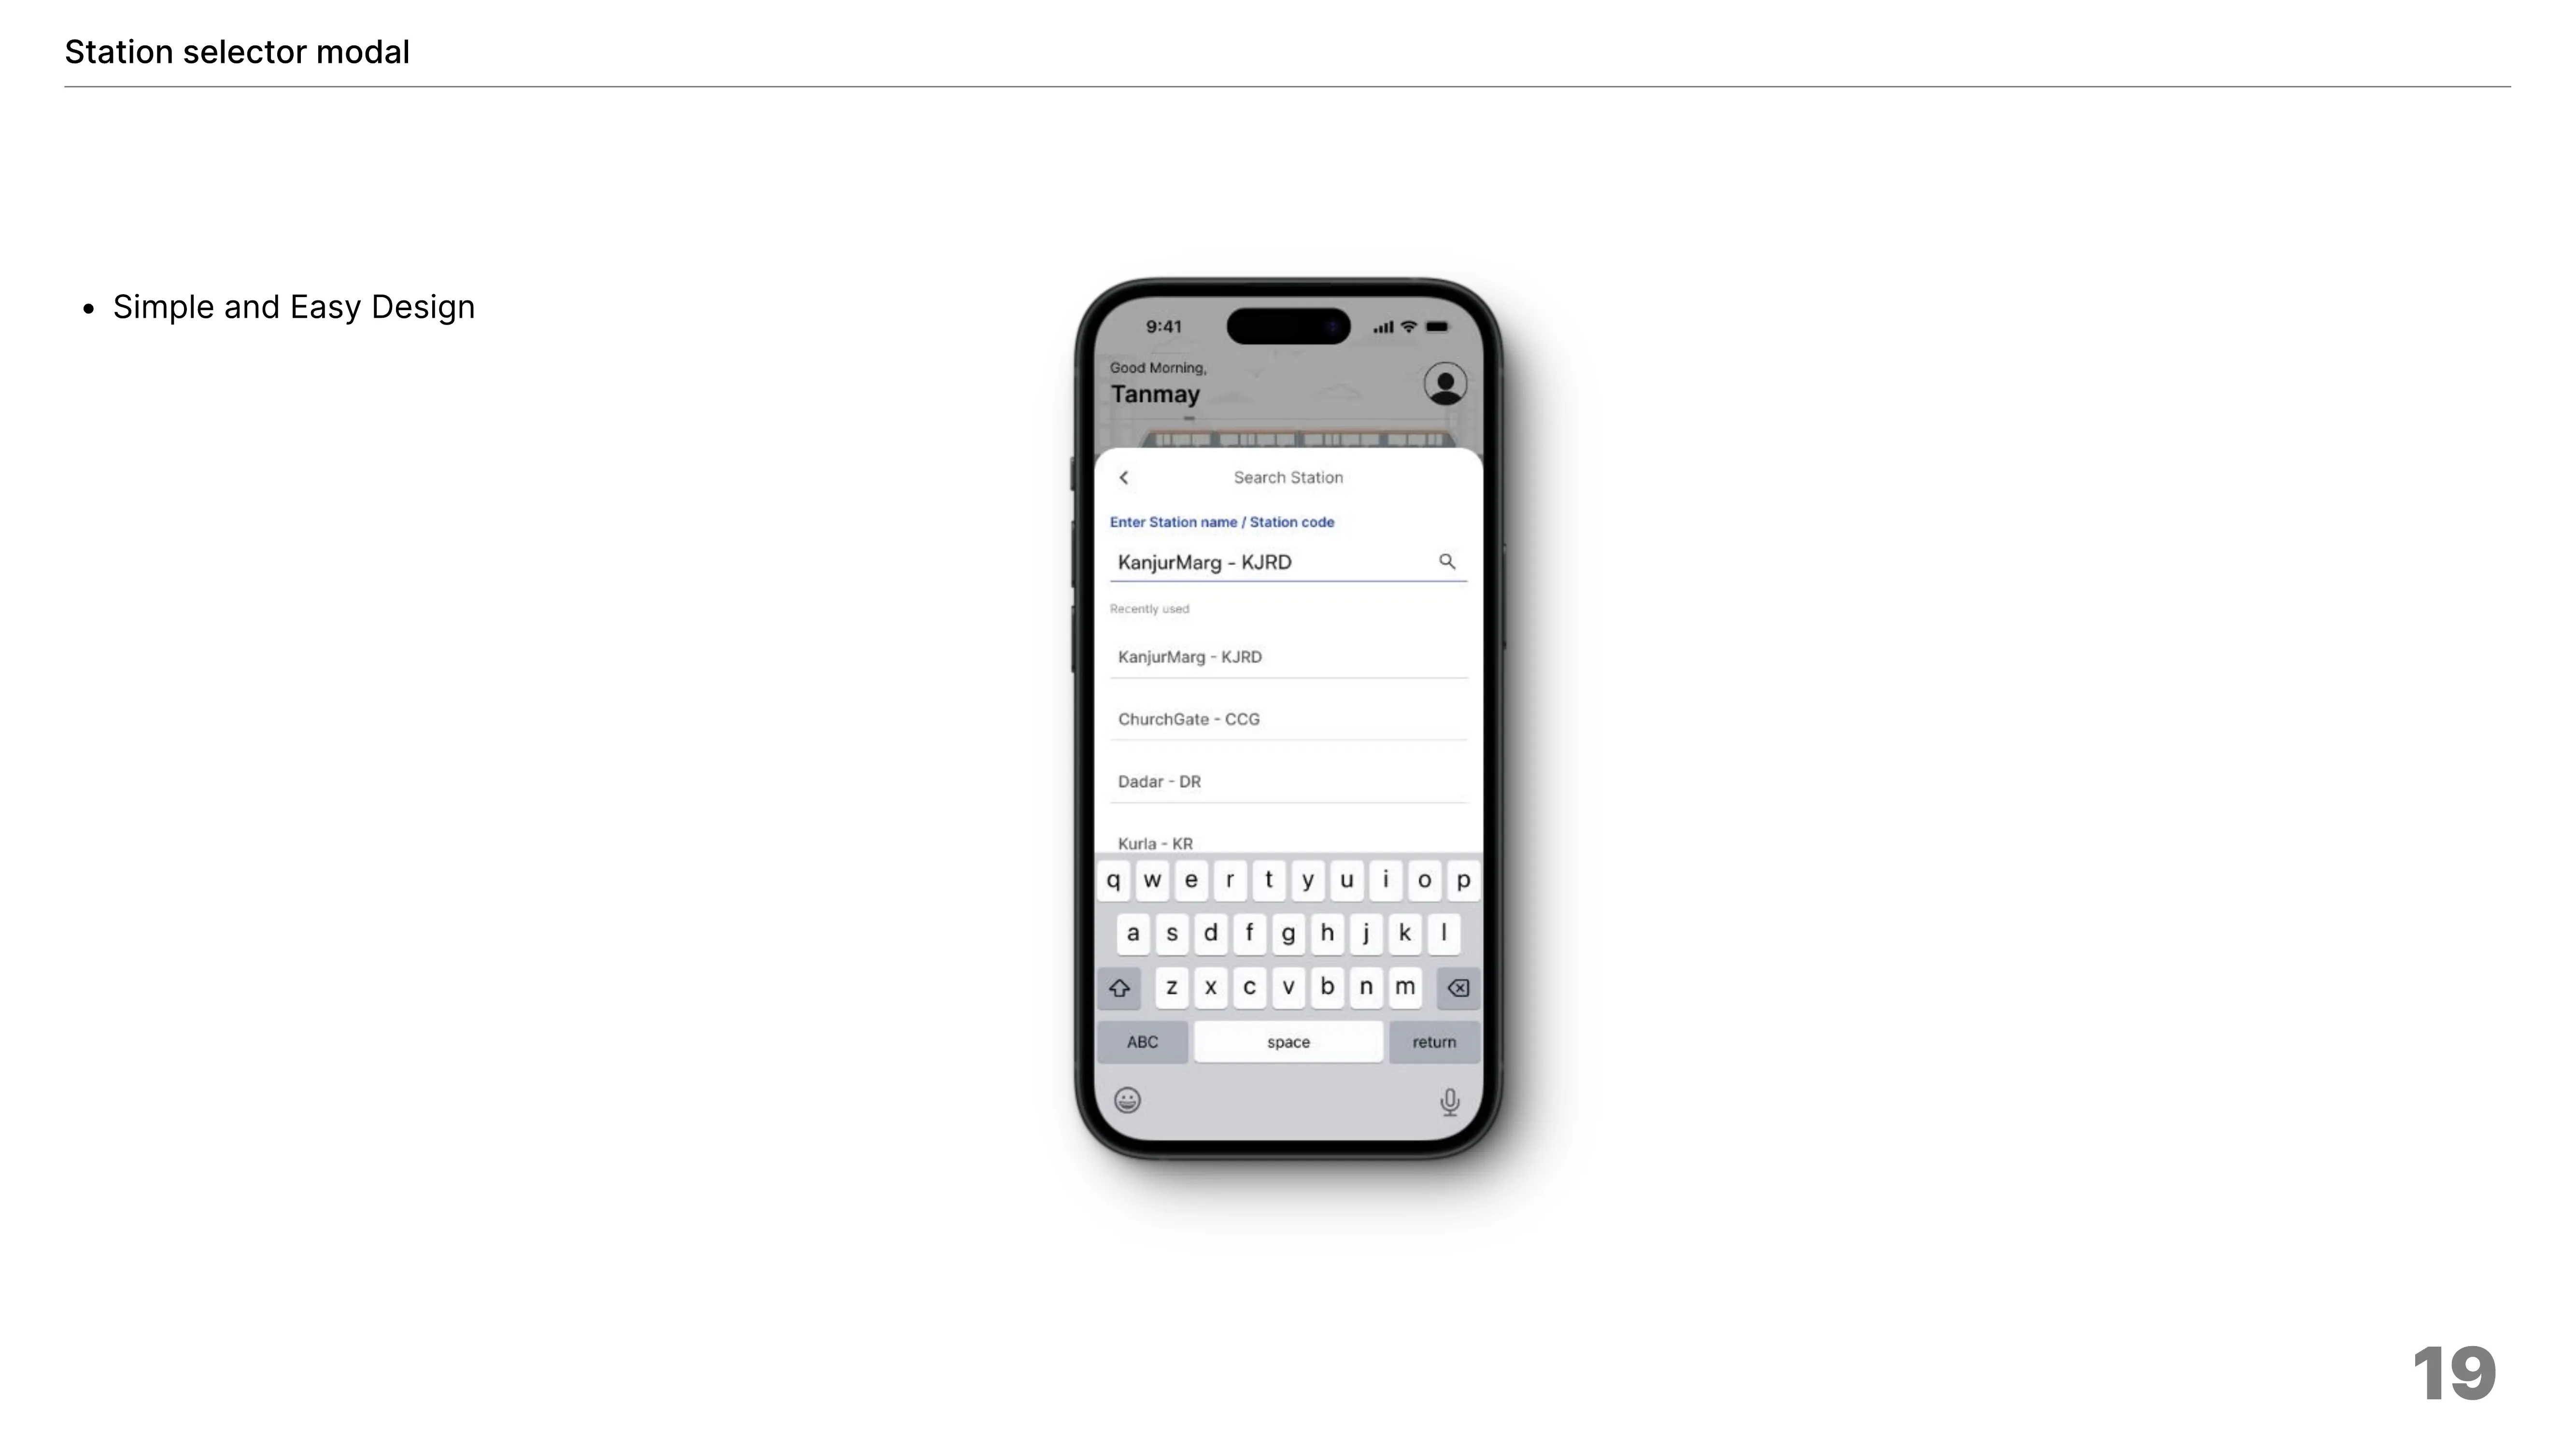 Station selector modal
• Simple and Easy Design
9:41
Good Morning,
Tanmay
Search Station
Enter Station name / Station code
KanjurMarg - KJRD
Recently used
KanjurMarg - KJRD
ChurchGate - CCG
Dadar - DR
Kurla - KR
q w e r t y u i o p
a s d f g h j k l
z x c v b n m
ABC space return
19